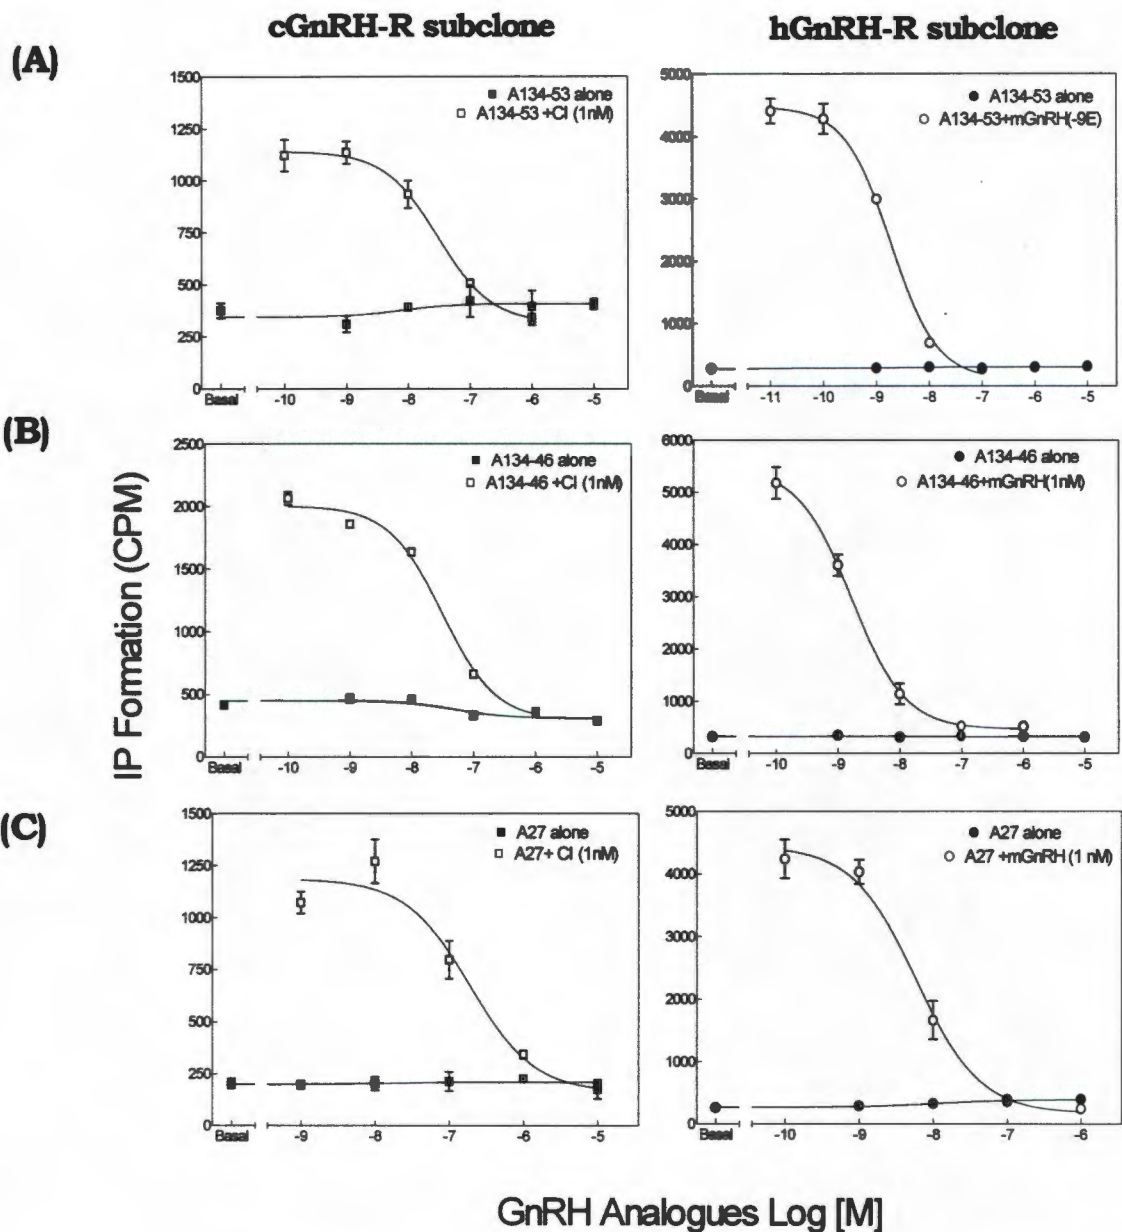 cGnRH-R subclone
hGnRH-R subclone
(A)
1500
1250
1000
750
500
250
0
A134-53 alone
A134-53 +CI (1nM)
Basal -10 -9 -8 -7 -6 -5
5000
4000
3000
2000
1000
0
A134-53 alone
A134-53+mGnRH(-9E)
Basal -11 -10 -9 -8 -7 -6 -5
(B)
2500
2000
1500
1000
500
0
A134-46 alone
A134-46 +CI (1nM)
Basal -10 -9 -8 -7 -6 -5
6000
5000
4000
3000
2000
1000
0
A134-46 alone
A134-46+mGnRH(1nM)
Basal -10 -9 -8 -7 -6 -5
IP Formation (CPM)
(C)
1500
1250
1000
750
500
250
0
A27 alone
A27+ CI (1nM)
Basal -9 -8 -7 -6 -5
5000
4000
3000
2000
1000
0
A27 alone
A27 +mGnRH (1 nM)
Basal -10 -9 -8 -7 -6
GnRH Analogues Log [M]